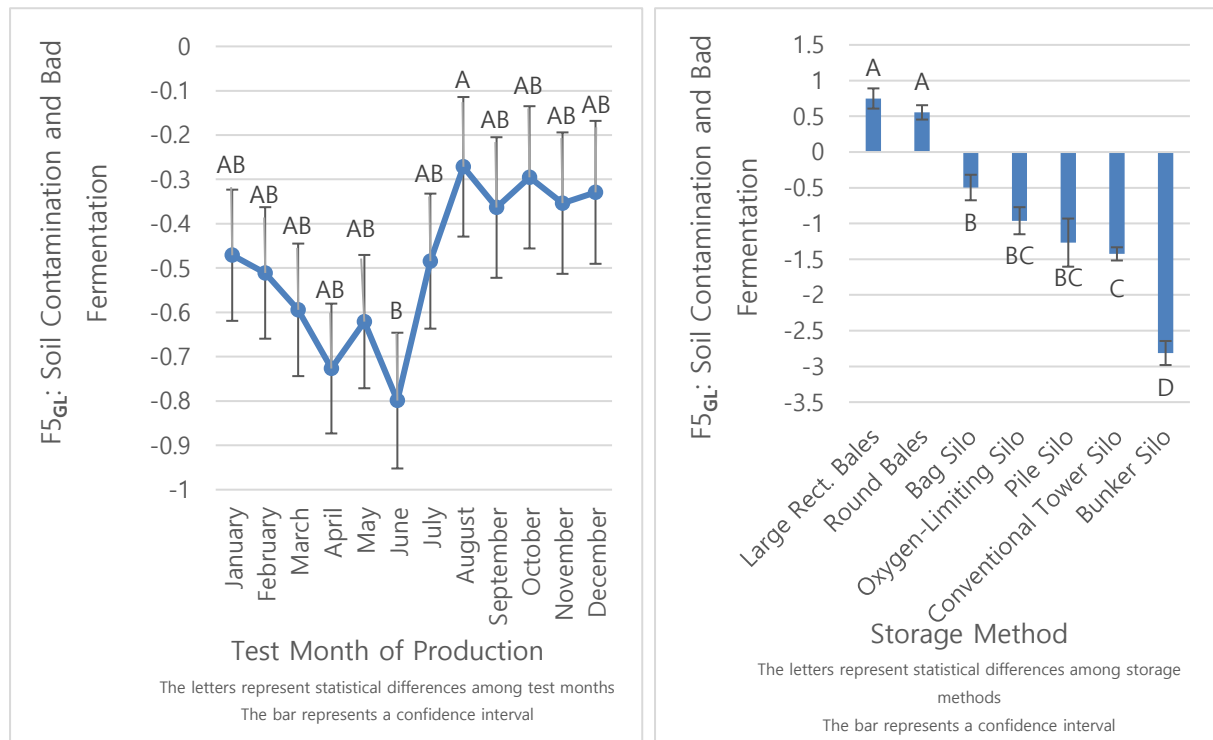 F5GL: Soil Contamination and Bad
Fermentation
0
-0.1
-0.2
-0.3
-0.4
-0.5
-0.6
-0.7
-0.8
-0.9
-1
AB
AB
AB
AB
AB
B
AB
A
AB
AB
AB
AB
January
February
March
April
May
June
July
August
September
October
November
December
Test Month of Production
The letters represent statistical differences among test months
The bar represents a confidence interval
F5GL: Soil Contamination and Bad
Fermentation
1.5
1
0.5
0
-0.5
-1
-1.5
-2
-2.5
-3
-3.5
A
A
B
BC
BC
C
D
Large Rect. Bales
Round Bales
Bag Silo
Oxygen-Limiting Silo
Pile Silo
Conventional Tower Silo
Bunker Silo
Storage Method
The letters represent statistical differences among storage
methods
The bar represents a confidence interval